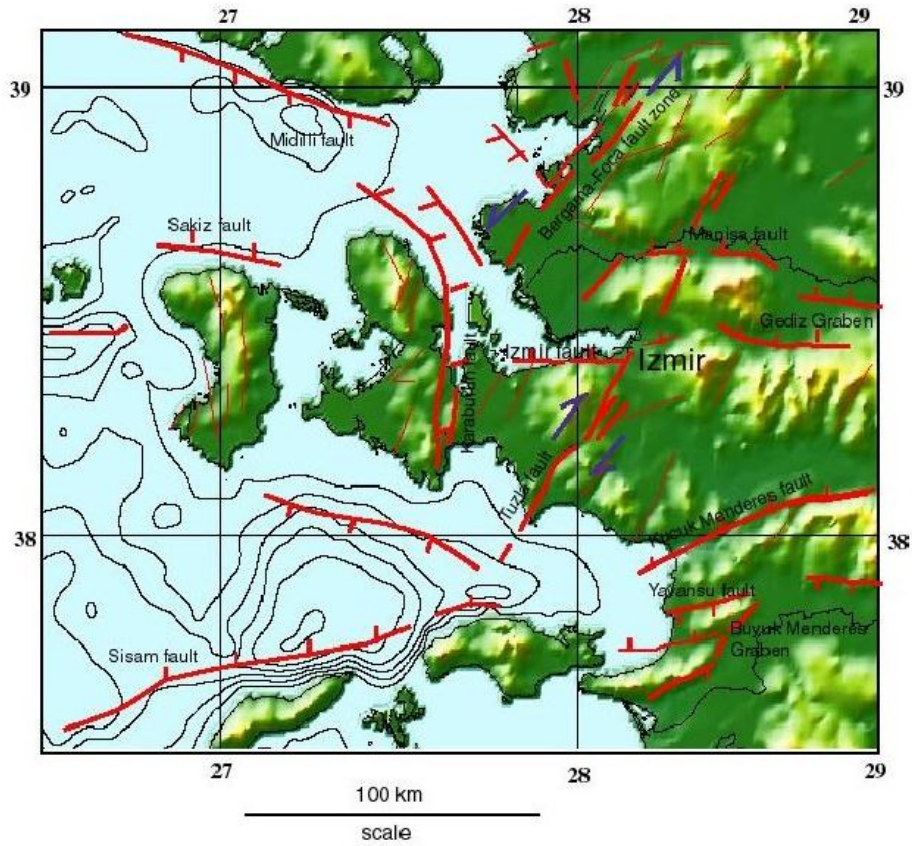 27 28 29
39 39
Midilli fault
Bergama-Foca fault zone
Sakiz fault
Manisa fault
Gediz Graben
Izmir fault
Izmir
Karaburun fault
Tuzla fault
Kucuk Menderes fault
38 38
Yavansu fault
Buyuk Menderes
Graben
Sisam fault
27 28 29
100 km
scale